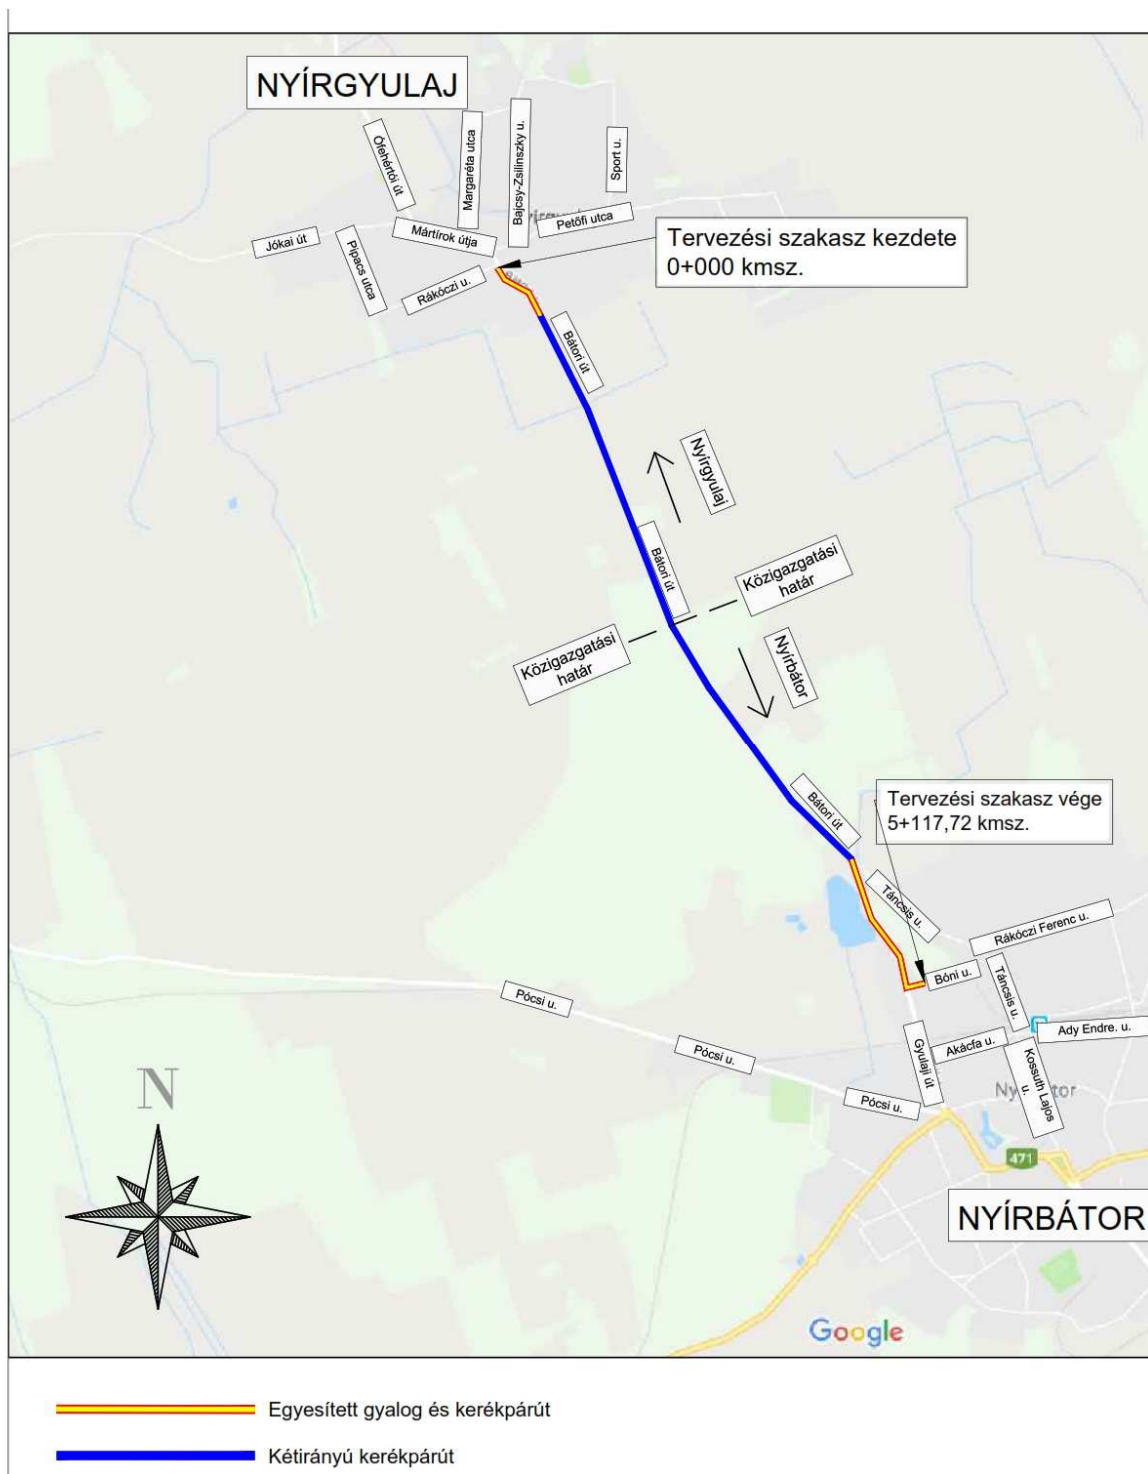 NYÍRGYULAJ
Ófehértói út
Margaréta utca
Bajcsy-Zsilinszky u.
Sport u.
Petőfi utca
Mártírok útja
Jókai út
Pipacs utca
Rákóczi u.
Tervezési szakasz kezdete
0+000 kmsz.
Bátori út
Nyírgyulaj
Bátori út
Közigazgatási
határ
Közigazgatási
határ
Nyírbátor
Bátori út
Tervezési szakasz vége
5+117,72 kmsz.
Táncsis u.
Rákóczi Ferenc u.
Bóni u.
Táncsis u.
Pócsi u.
Ady Endre. u.
Akácfa u.
Gyulaji út
Kossuth Lajos
u.
Pócsi u.
Pócsi u.
N
471
NYÍRBÁTOR
Google
Egyesített gyalog és kerékpárút
Kétirányú kerékpárút